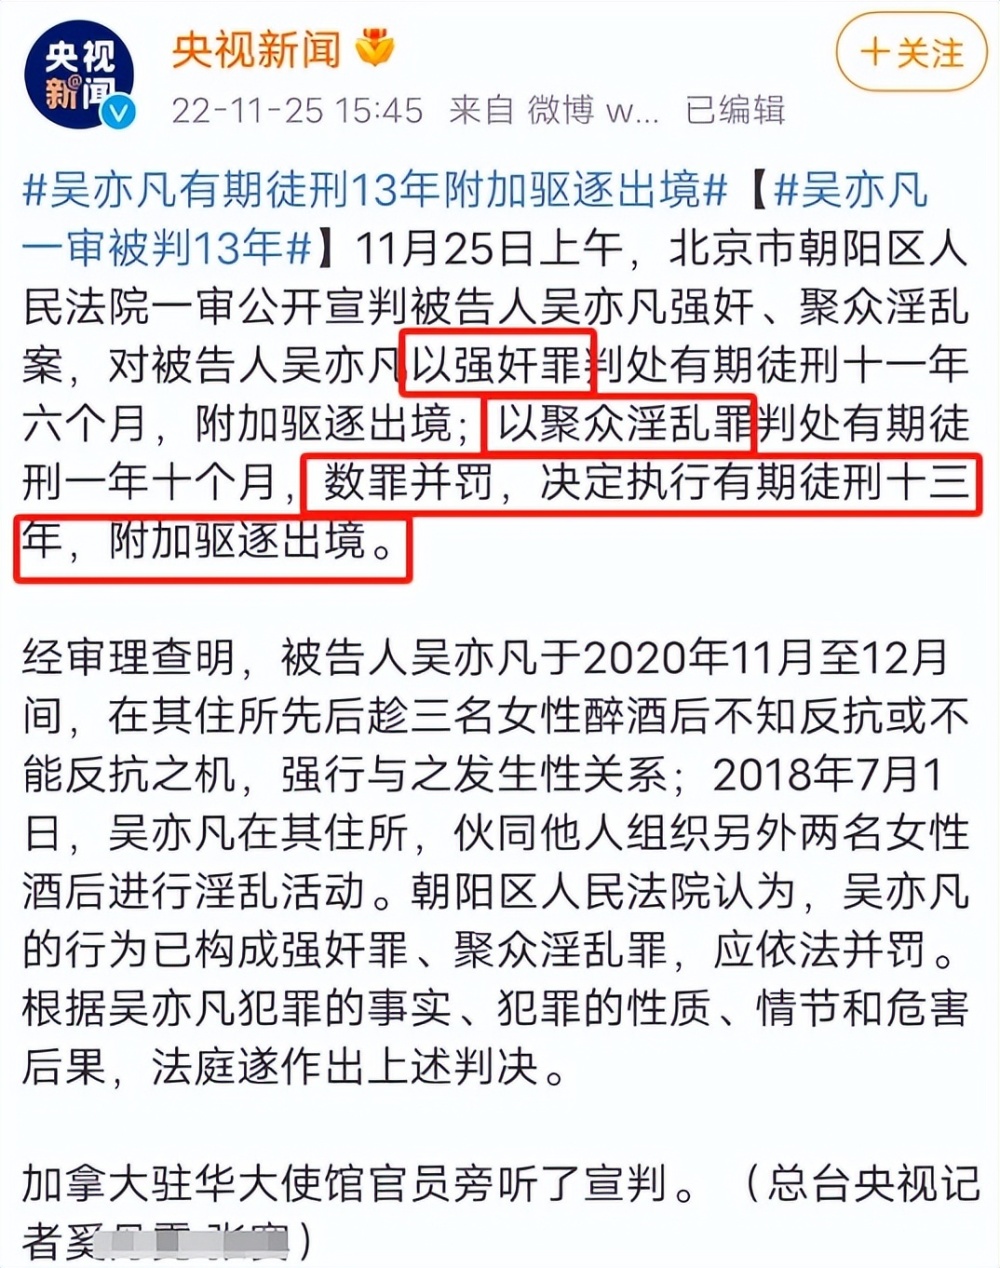 央视
新@闻
央视新闻
+关注
22-11-25 15:45 来自 微博 w... 已编辑
#吴亦凡有期徒刑13年附加驱逐出境#【#吴亦凡
一审被判13年#】11月25日上午，北京市朝阳区人
民法院一审公开宣判被告人吴亦凡强奸、聚众淫乱
案，对被告人吴亦凡以强奸罪判处有期徒刑十一年
六个月，附加驱逐出境；以聚众淫乱罪判处有期徒
刑一年十个月，数罪并罚，决定执行有期徒刑十三
年，附加驱逐出境。
经审理查明，被告人吴亦凡于2020年11月至12月
间，在其住所先后趁三名女性醉酒后不知反抗或不
能反抗之机，强行与之发生性关系；2018年7月1
日，吴亦凡在其住所，伙同他人组织另外两名女性
酒后进行淫乱活动。朝阳区人民法院认为，吴亦凡
的行为已构成强奸罪、聚众淫乱罪，应依法并罚。
根据吴亦凡犯罪的事实、犯罪的性质、情节和危害
后果，法庭遂作出上述判决。
加拿大驻华大使馆官员旁听了宣判。（总台央视记
者奚）